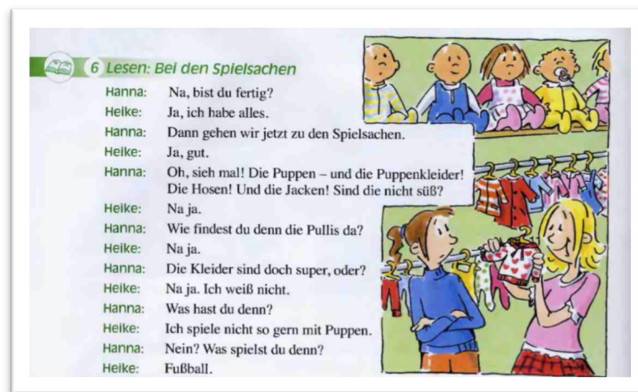 6 Lesen: Bei den Spielsachen
Hanna: Na, bist du fertig?
Heike: Ja, ich habe alles.
Hanna: Dann gehen wir jetzt zu den Spielsachen.
Heike: Ja, gut.
Hanna: Oh, sieh mal! Die Puppen – und die Puppenkleider!
Die Hosen! Und die Jacken! Sind die nicht süß?
Heike: Na ja.
Hanna: Wie findest du denn die Pullis da?
Heike: Na ja.
Hanna: Die Kleider sind doch super, oder?
Heike: Na ja. Ich weiß nicht.
Hanna: Was hast du denn?
Heike: Ich spiele nicht so gern mit Puppen.
Hanna: Nein? Was spielst du denn?
Heike: Fußball.